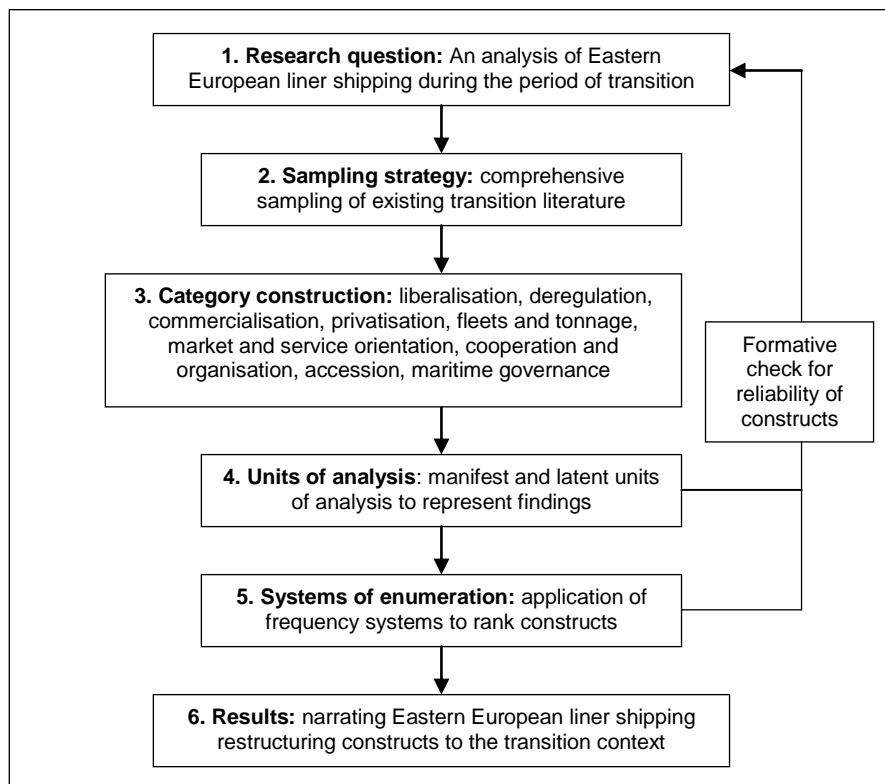 1. Research question: An analysis of Eastern
European liner shipping during the period of transition
2. Sampling strategy: comprehensive
sampling of existing transition literature
3. Category construction: liberalisation, deregulation,
commercialisation, privatisation, fleets and tonnage,
market and service orientation, cooperation and
organisation, accession, maritime governance
Formative
check for
reliability of
constructs
4. Units of analysis: manifest and latent units
of analysis to represent findings
5. Systems of enumeration: application of
frequency systems to rank constructs
6. Results: narrating Eastern European liner shipping
restructuring constructs to the transition context